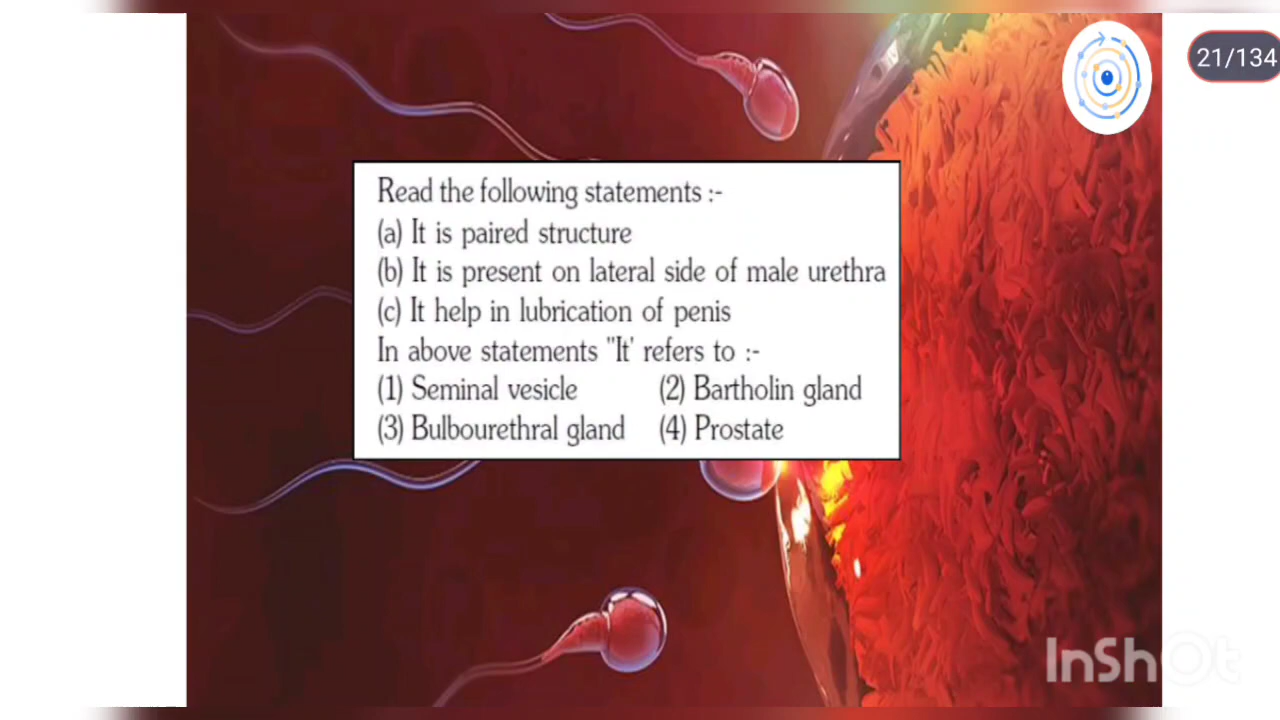 21/134
Read the following statements :-
(a) It is paired structure
(b) It is present on lateral side of male urethra
(c) It help in lubrication of penis
In above statements "It' refers to :-
(1) Seminal vesicle (2) Bartholin gland
(3) Bulbourethral gland (4) Prostate
InShOt